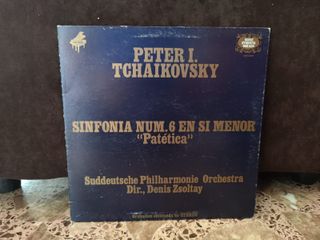 PETER I.
TCHAIKOVSKY
SINFONIA NUM. 6 EN SI MENOR
"Patética"
Suddeutsche Philharmonie Orchestra
Dir., Denis Zsoltay